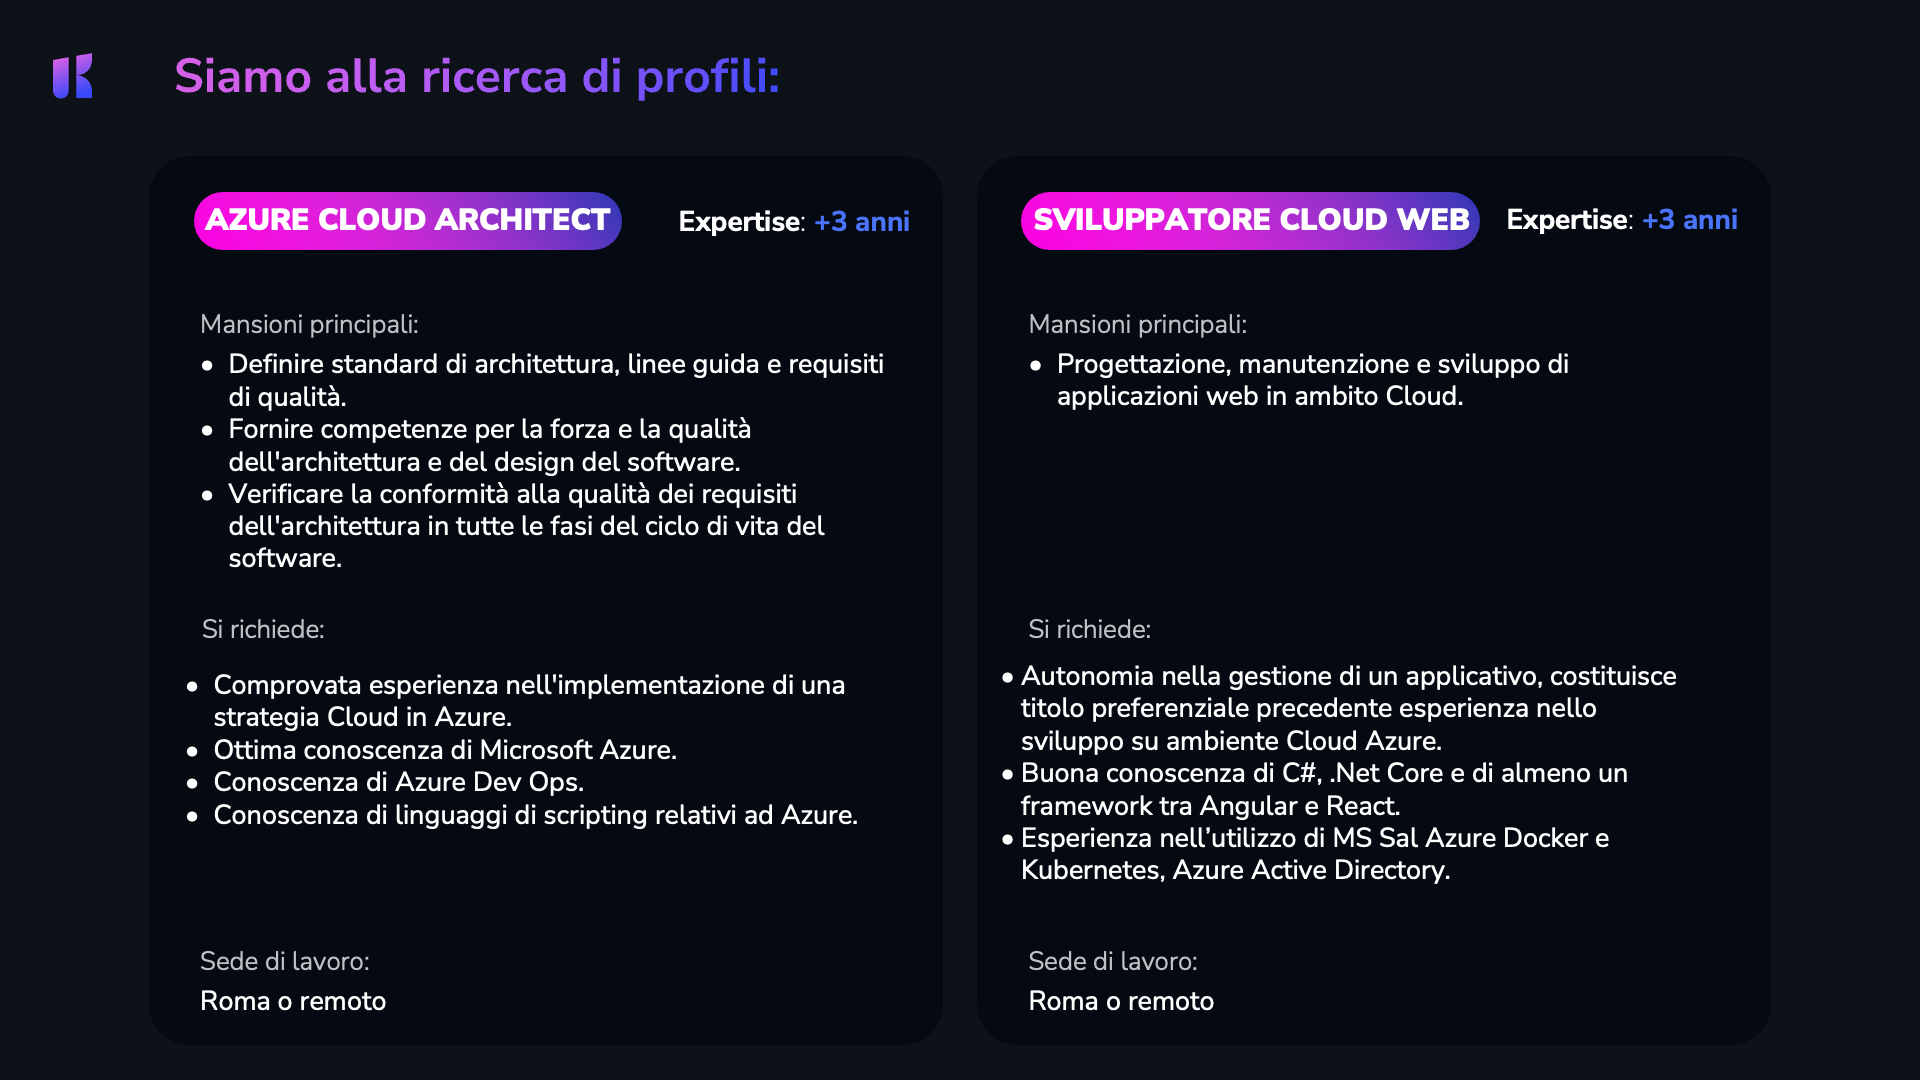 Siamo alla ricerca di profili:
AZURE CLOUD ARCHITECT
Expertise: +3 anni
Mansioni principali:
• Definire standard di architettura, linee guida e requisiti
di qualità.
• Fornire competenze per la forza e la qualità
dell'architettura e del design del software.
• Verificare la conformità alla qualità dei requisiti
dell'architettura in tutte le fasi del ciclo di vita del
software.
Si richiede:
• Comprovata esperienza nell'implementazione di una
strategia Cloud in Azure.
• Ottima conoscenza di Microsoft Azure.
• Conoscenza di Azure Dev Ops.
• Conoscenza di linguaggi di scripting relativi ad Azure.
Sede di lavoro:
Roma o remoto
SVILUPPATORE CLOUD WEB
Expertise: +3 anni
Mansioni principali:
• Progettazione, manutenzione e sviluppo di
applicazioni web in ambito Cloud.
Si richiede:
• Autonomia nella gestione di un applicativo, costituisce
titolo preferenziale precedente esperienza nello
sviluppo su ambiente Cloud Azure.
• Buona conoscenza di C#, .Net Core e di almeno un
framework tra Angular e React.
• Esperienza nell’utilizzo di MS Sal Azure Docker e
Kubernetes, Azure Active Directory.
Sede di lavoro:
Roma o remoto